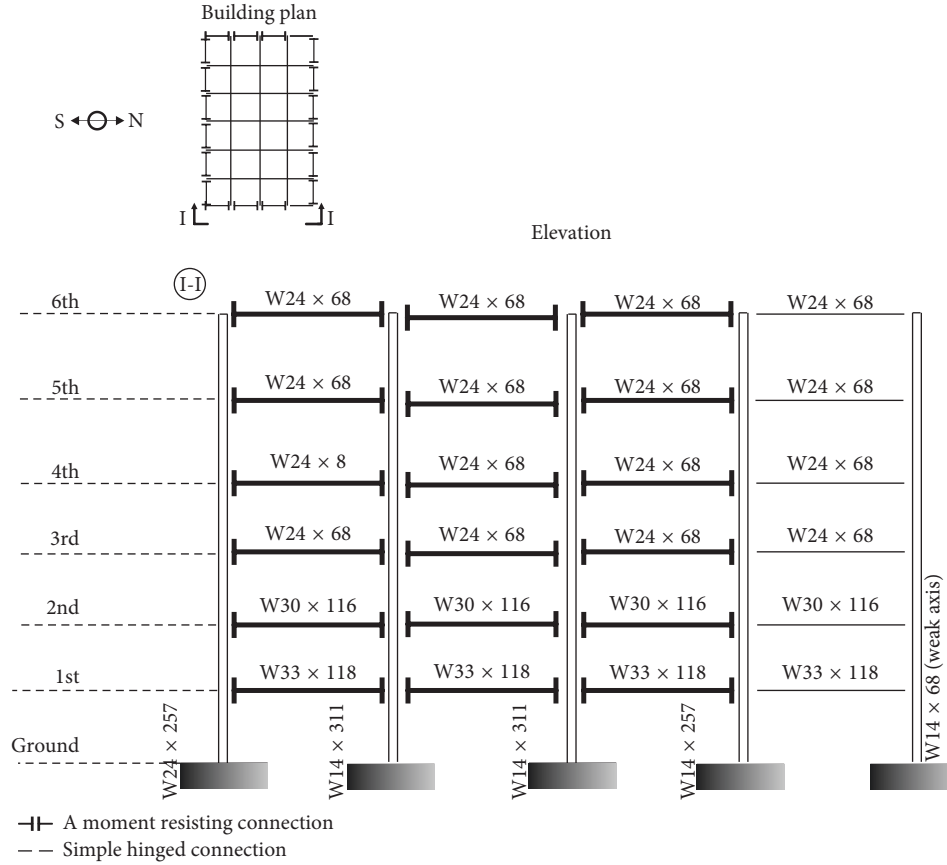 Building plan
S N
I I
Elevation
I-I
6th W24 × 68 W24 × 68 W24 × 68 W24 × 68
5th W24 × 68 W24 × 68 W24 × 68 W24 × 68
4th W24 × 8 W24 × 68 W24 × 68 W24 × 68
3rd W24 × 68 W24 × 68 W24 × 68 W24 × 68
2nd W30 × 116 W30 × 116 W30 × 116 W30 × 116
1st W33 × 118 W33 × 118 W33 × 118 W33 × 118
Ground
W24 × 257
W14 × 311
W14 × 311
W14 × 257
W14 × 68 (weak axis)
A moment resisting connection
Simple hinged connection